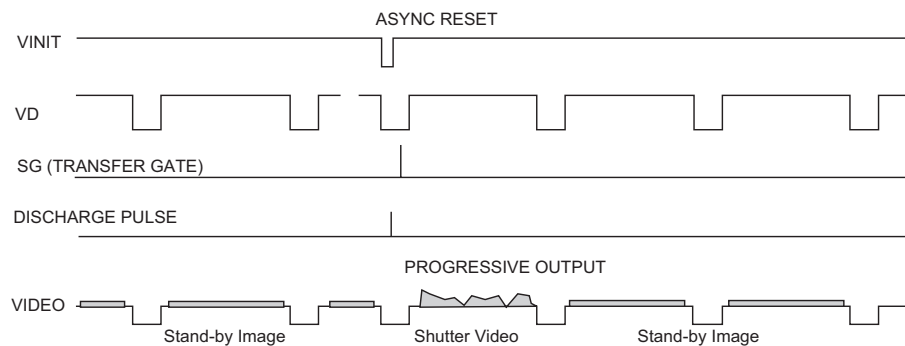 ASYNC RESET
VINIT
VD
SG (TRANSFER GATE)
DISCHARGE PULSE
PROGRESSIVE OUTPUT
VIDEO
Stand-by Image Shutter Video Stand-by Image